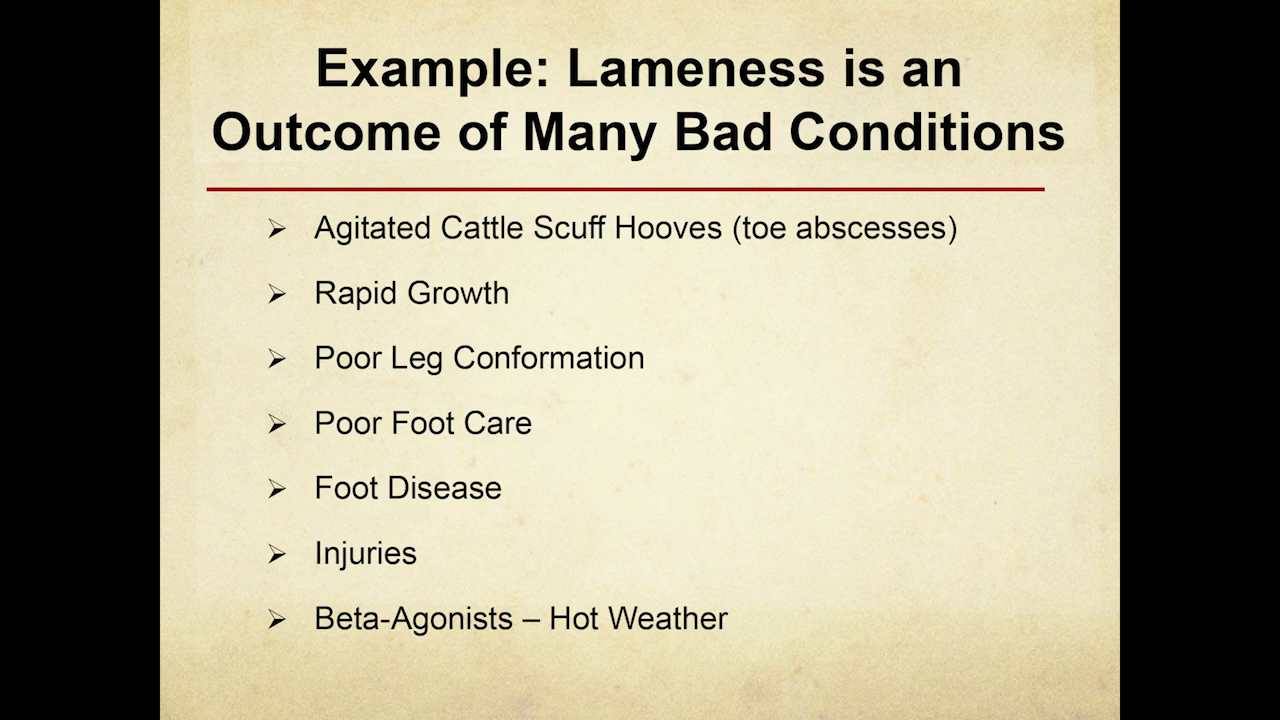 Example: Lameness is an
Outcome of Many Bad Conditions
➢ Agitated Cattle Scuff Hooves (toe abscesses)
➢ Rapid Growth
➢ Poor Leg Conformation
➢ Poor Foot Care
➢ Foot Disease
➢ Injuries
➢ Beta-Agonists – Hot Weather